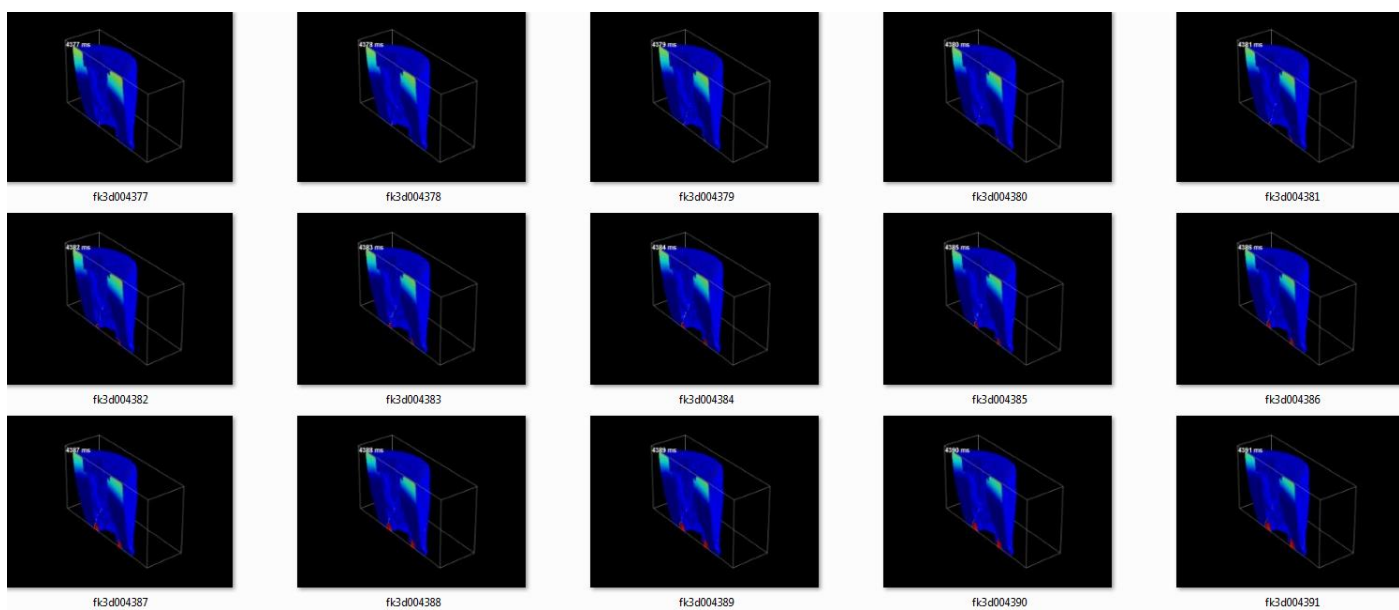 4377 ms
4378 ms
4379 ms
4380 ms
4381 ms
fk3d004377
fk3d004378
fk3d004379
fk3d004380
fk3d004381
4382 ms
4383 ms
4384 ms
4385 ms
4386 ms
fk3d004382
fk3d004383
fk3d004384
fk3d004385
fk3d004386
4387 ms
4388 ms
4389 ms
4390 ms
4391 ms
fk3d004387
fk3d004388
fk3d004389
fk3d004390
fk3d004391